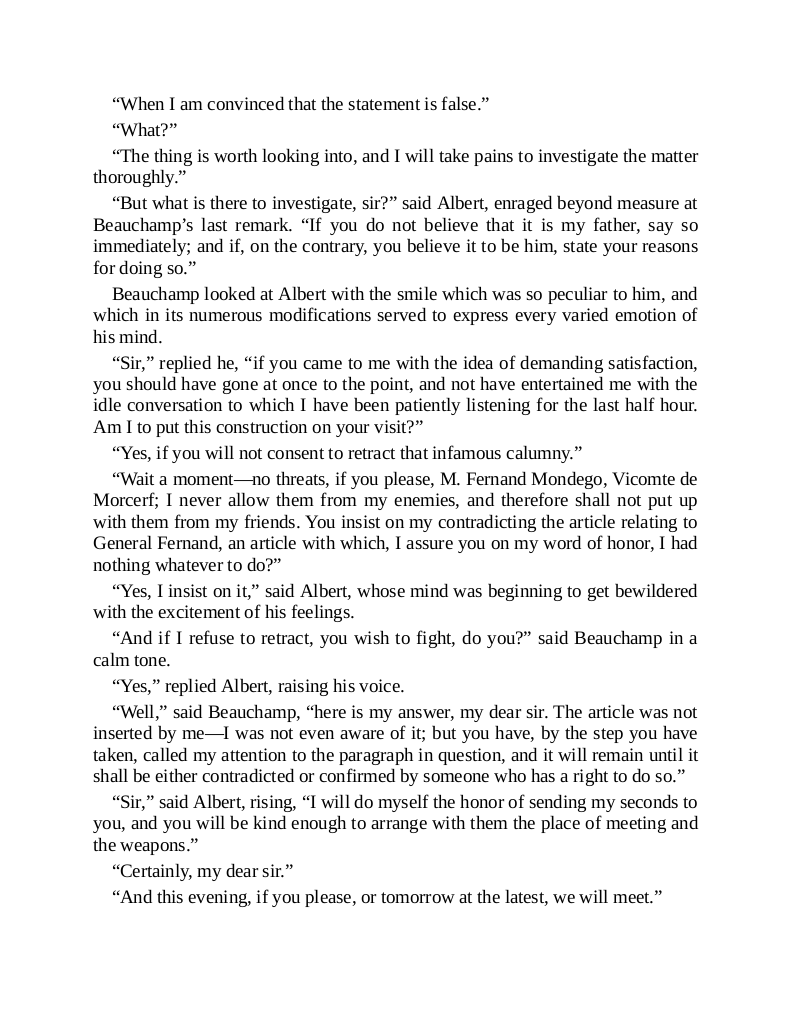 “When I am convinced that the statement is false.”
“What?”
“The thing is worth looking into, and I will take pains to investigate the matter
thoroughly.”
“But what is there to investigate, sir?” said Albert, enraged beyond measure at
Beauchamp’s last remark. “If you do not believe that it is my father, say so
immediately; and if, on the contrary, you believe it to be him, state your reasons
for doing so.”
Beauchamp looked at Albert with the smile which was so peculiar to him, and
which in its numerous modifications served to express every varied emotion of
his mind.
“Sir,” replied he, “if you came to me with the idea of demanding satisfaction,
you should have gone at once to the point, and not have entertained me with the
idle conversation to which I have been patiently listening for the last half hour.
Am I to put this construction on your visit?”
“Yes, if you will not consent to retract that infamous calumny.”
“Wait a moment—no threats, if you please, M. Fernand Mondego, Vicomte de
Morcerf; I never allow them from my enemies, and therefore shall not put up
with them from my friends. You insist on my contradicting the article relating to
General Fernand, an article with which, I assure you on my word of honor, I had
nothing whatever to do?”
“Yes, I insist on it,” said Albert, whose mind was beginning to get bewildered
with the excitement of his feelings.
“And if I refuse to retract, you wish to fight, do you?” said Beauchamp in a
calm tone.
“Yes,” replied Albert, raising his voice.
“Well,” said Beauchamp, “here is my answer, my dear sir. The article was not
inserted by me—I was not even aware of it; but you have, by the step you have
taken, called my attention to the paragraph in question, and it will remain until it
shall be either contradicted or confirmed by someone who has a right to do so.”
“Sir,” said Albert, rising, “I will do myself the honor of sending my seconds to
you, and you will be kind enough to arrange with them the place of meeting and
the weapons.”
“Certainly, my dear sir.”
“And this evening, if you please, or tomorrow at the latest, we will meet.”